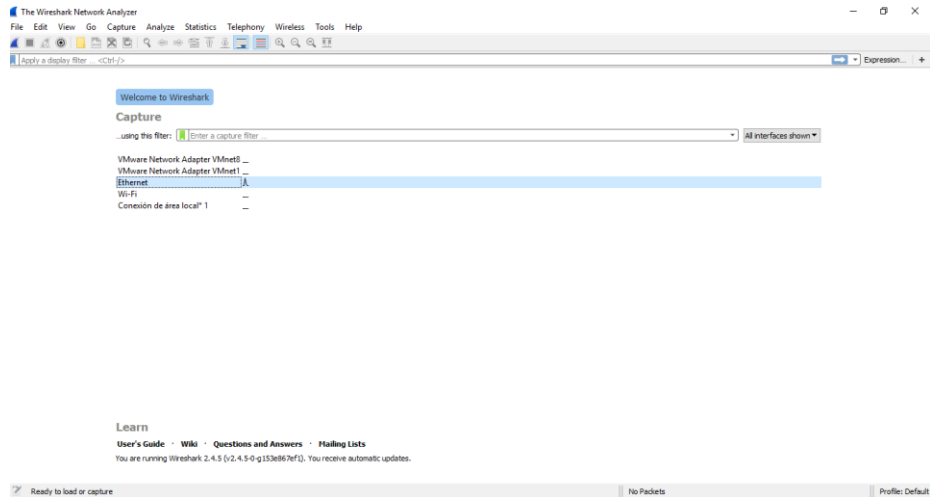 The Wireshark Network Analyzer
File Edit View Go Capture Analyze Statistics Telephony Wireless Tools Help
Apply a display filter ... <Ctrl-/> Expression... +
Welcome to Wireshark
Capture
...using this filter: Enter a capture filter ... All interfaces shown
VMware Network Adapter VMnet8
VMware Network Adapter VMnet1
Ethernet
Wi-Fi
Conexión de área local* 1
Learn
User's Guide · Wiki · Questions and Answers · Mailing Lists
You are running Wireshark 2.4.5 (v2.4.5-0-g153e867ef1). You receive automatic updates.
Ready to load or capture No Packets Profile: Default